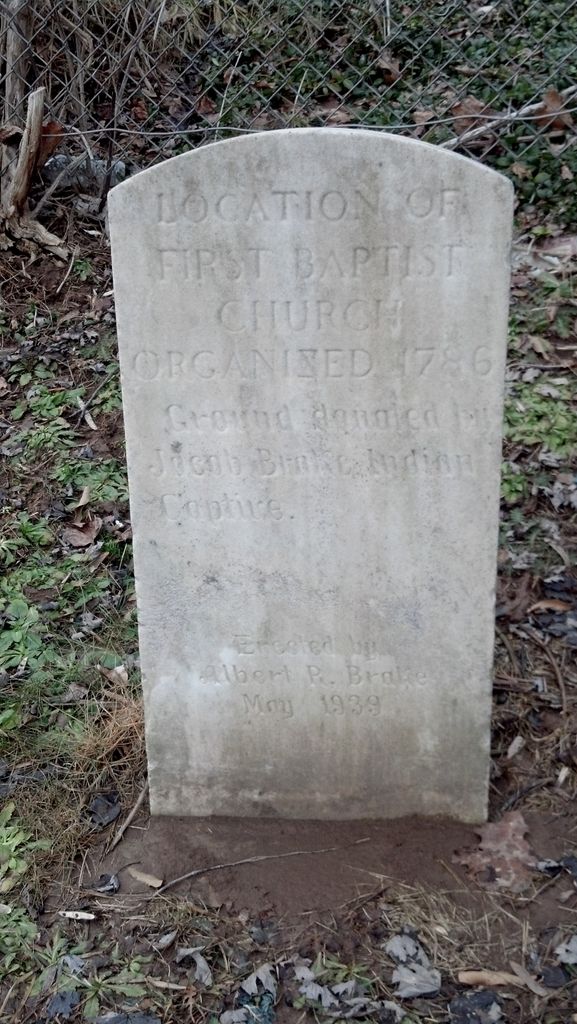 LOCATION OF
FIRST BAPTIST
CHURCH
ORGANIZED 1786
Ground donated by
Jacob Brake Indian
Captive.
Erected by
Albert R. Brake
May 1939